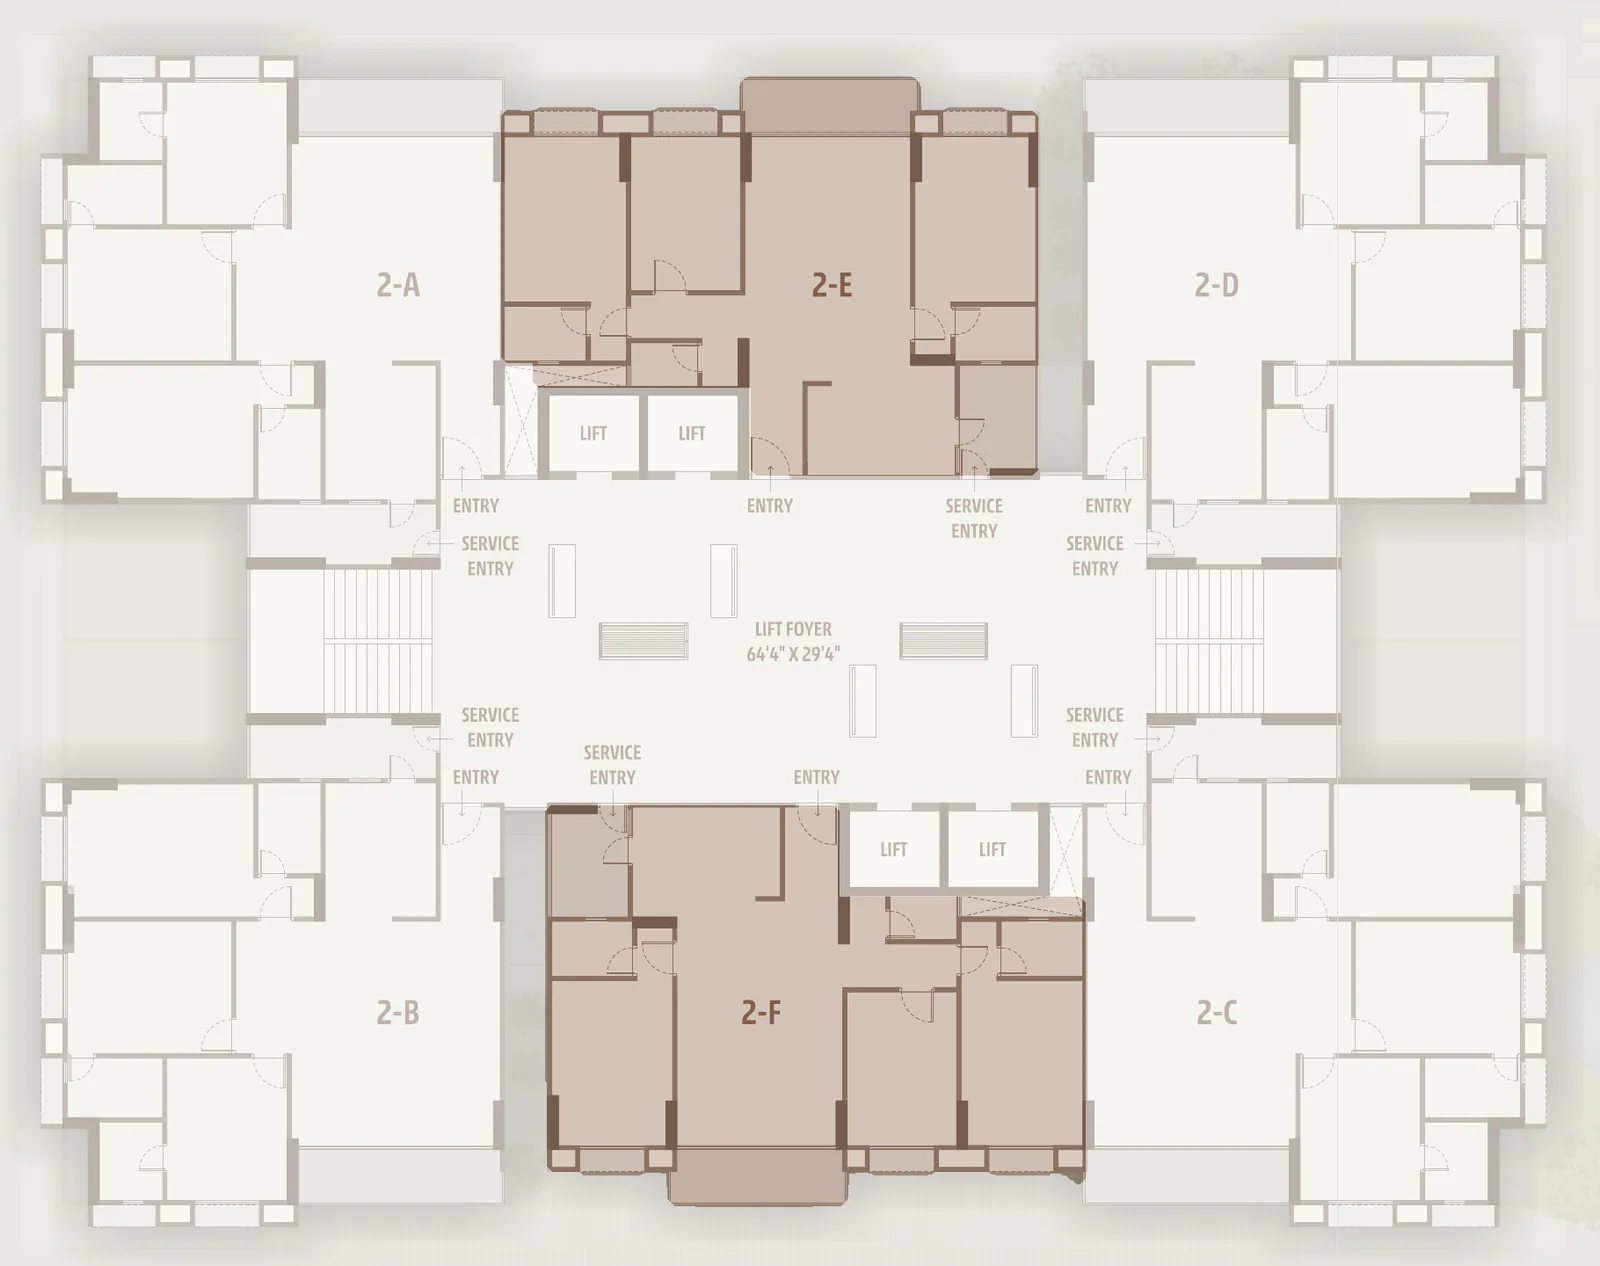 2-A
2-E
2-D
LIFT
LIFT
ENTRY
ENTRY
SERVICE
ENTRY
ENTRY
SERVICE
ENTRY
SERVICE
ENTRY
LIFT FOYER
64'4" X 29'4"
SERVICE
ENTRY
SERVICE
ENTRY
SERVICE
ENTRY
ENTRY
ENTRY
ENTRY
LIFT
LIFT
2-B
2-F
2-C